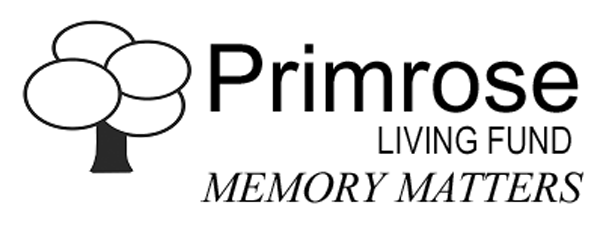 Primrose
LIVING FUND
MEMORY MATTERS